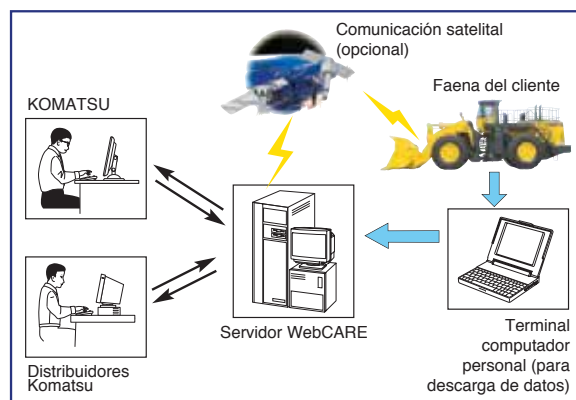 Comunicación satelital
(opcional)
Faena del cliente
KOMATSU
Servidor WebCARE
Distribuidores
Komatsu
Terminal
computador
personal (para
descarga de datos)